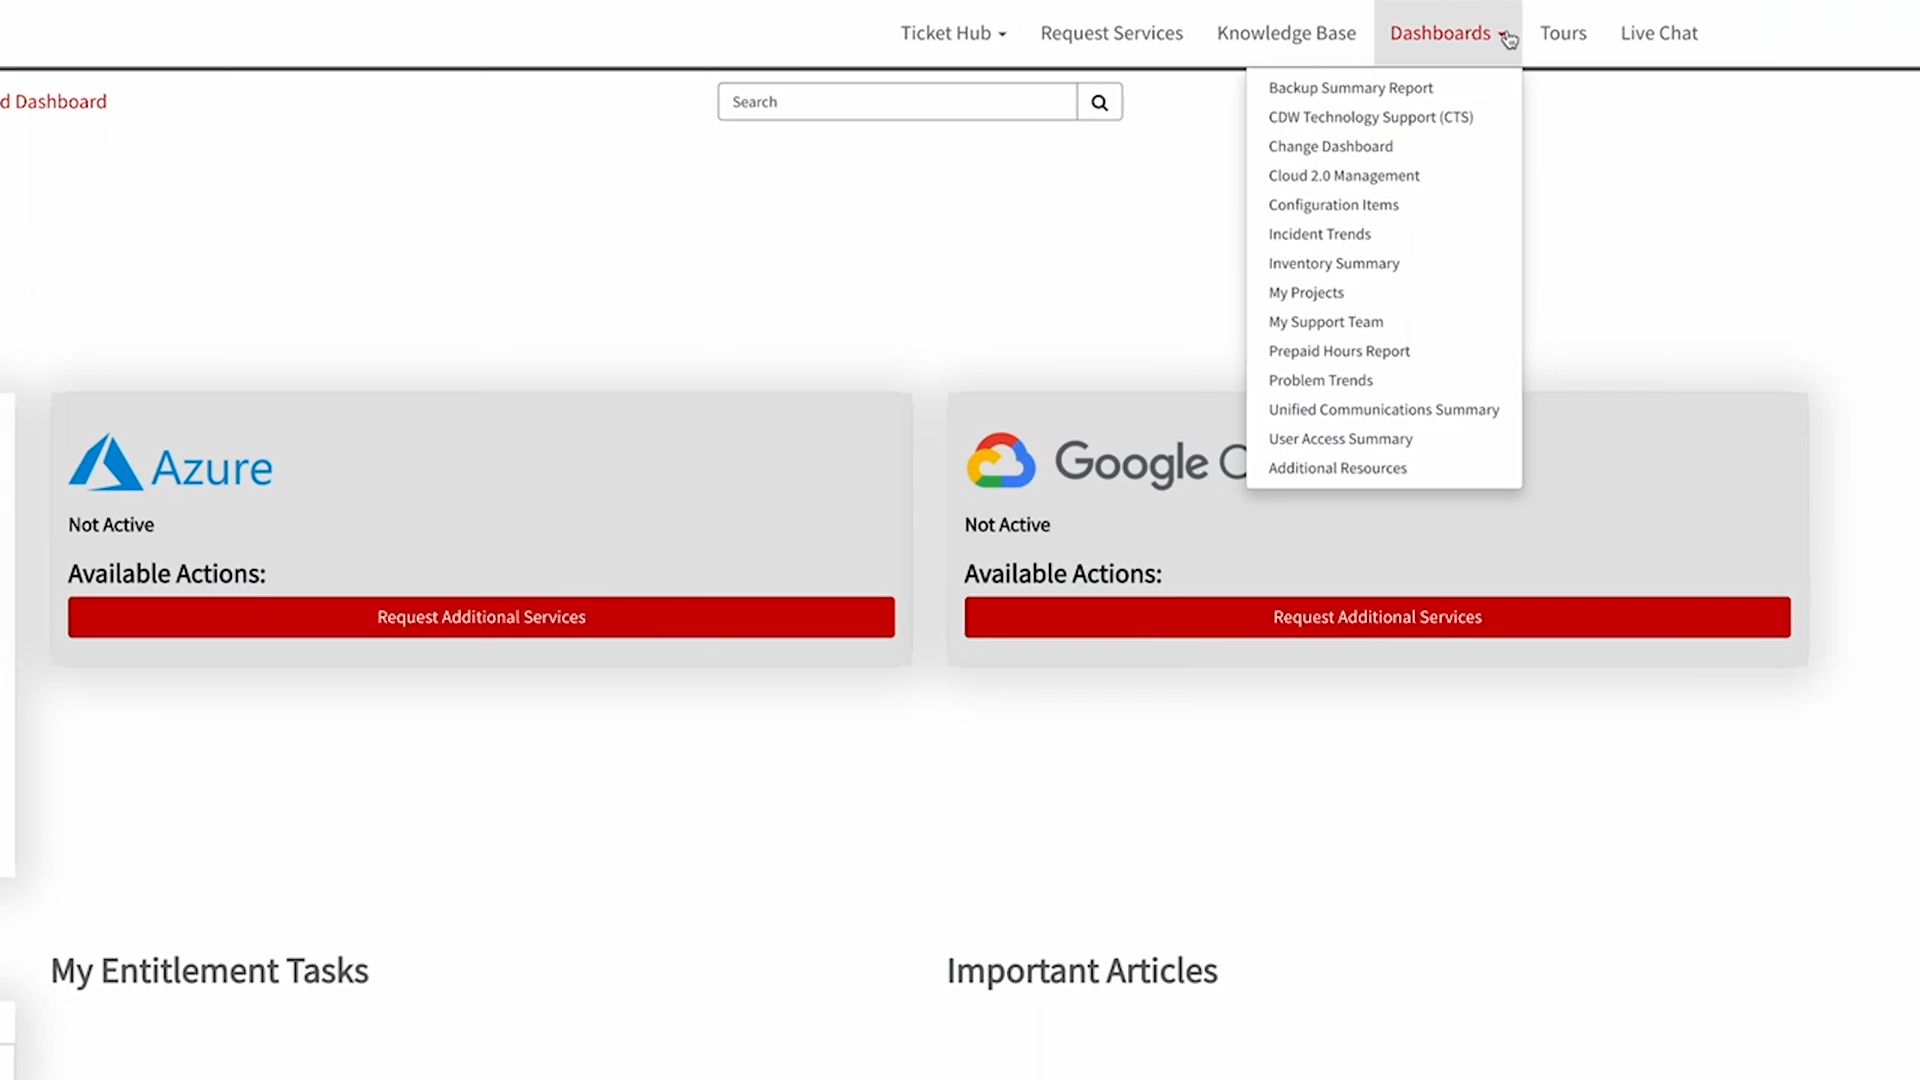 Ticket Hub
Request Services
Knowledge Base
Dashboards
Tours
Live Chat
d Dashboard
Search
Backup Summary Report
CDW Technology Support (CTS)
Change Dashboard
Cloud 2.0 Management
Configuration Items
Incident Trends
Inventory Summary
My Projects
My Support Team
Prepaid Hours Report
Problem Trends
Unified Communications Summary
User Access Summary
Additional Resources
Azure
Not Active
Available Actions:
Request Additional Services
Google C
Not Active
Available Actions:
Request Additional Services
My Entitlement Tasks
Important Articles